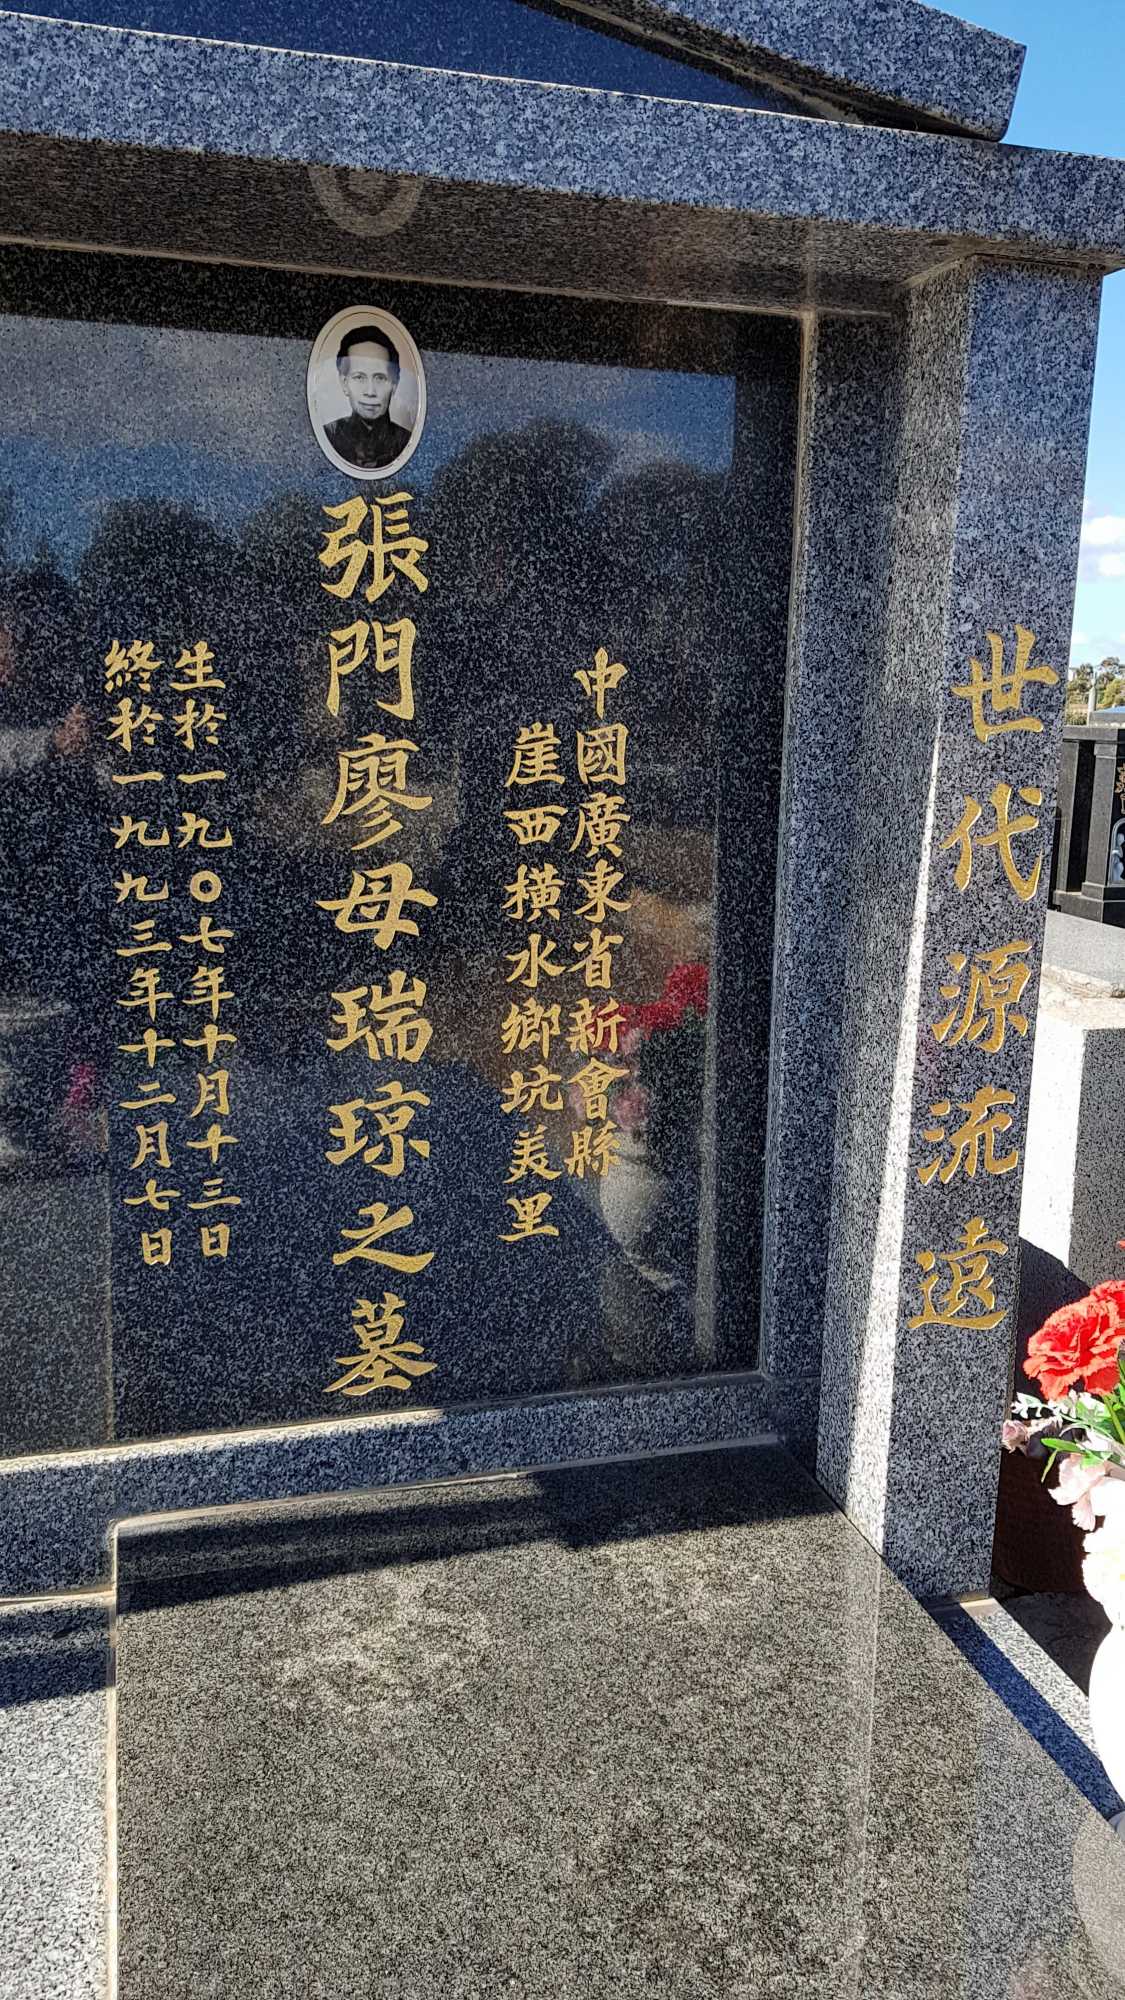 世代源流遠
中國廣東省新會縣
崖西橫水鄉坑美里
張門廖母瑞琼之墓
生於一九〇七年十月十三日
終於一九九三年十二月七日